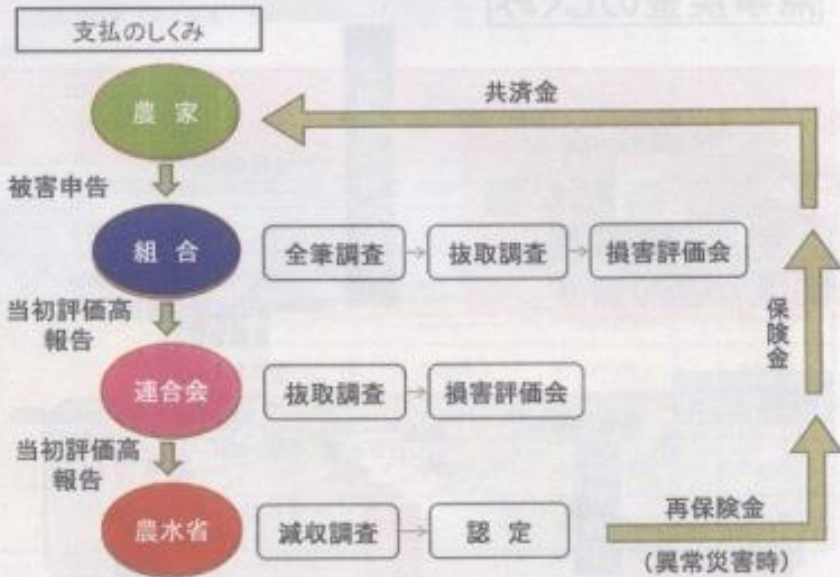 支払のしくみ
農家
共済金
被害申告
組合
全筆調査
抜取調査
損害評価会
当初評価高
報告
保険金
連合会
抜取調査
損害評価会
当初評価高
報告
農水省
減収調査
認定
再保険金
(異常災害時)